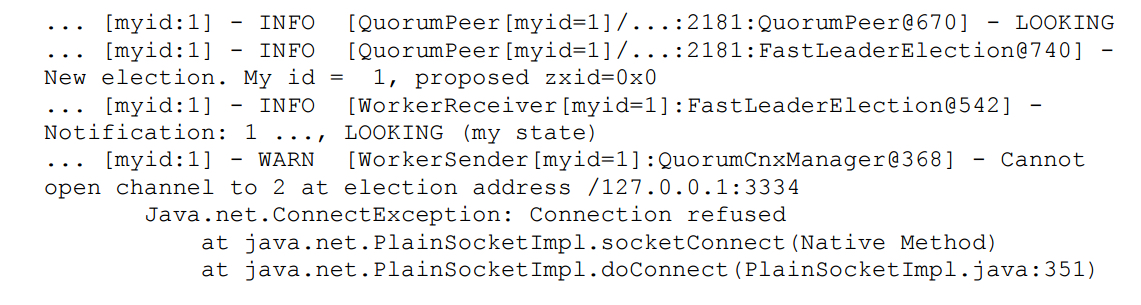 ... [myid:1] - INFO  [QuorumPeer[myid=1]/...:2181:QuorumPeer@670] - LOOKING
... [myid:1] - INFO  [QuorumPeer[myid=1]/...:2181:FastLeaderElection@740] -
New election. My id =  1, proposed zxid=0x0
... [myid:1] - INFO  [WorkerReceiver[myid=1]:FastLeaderElection@542] -
Notification: 1 ..., LOOKING (my state)
... [myid:1] - WARN  [WorkerSender[myid=1]:QuorumCnxManager@368] - Cannot
open channel to 2 at election address /127.0.0.1:3334
Java.net.ConnectException: Connection refused
at java.net.PlainSocketImpl.socketConnect(Native Method)
at java.net.PlainSocketImpl.doConnect(PlainSocketImpl.java:351)